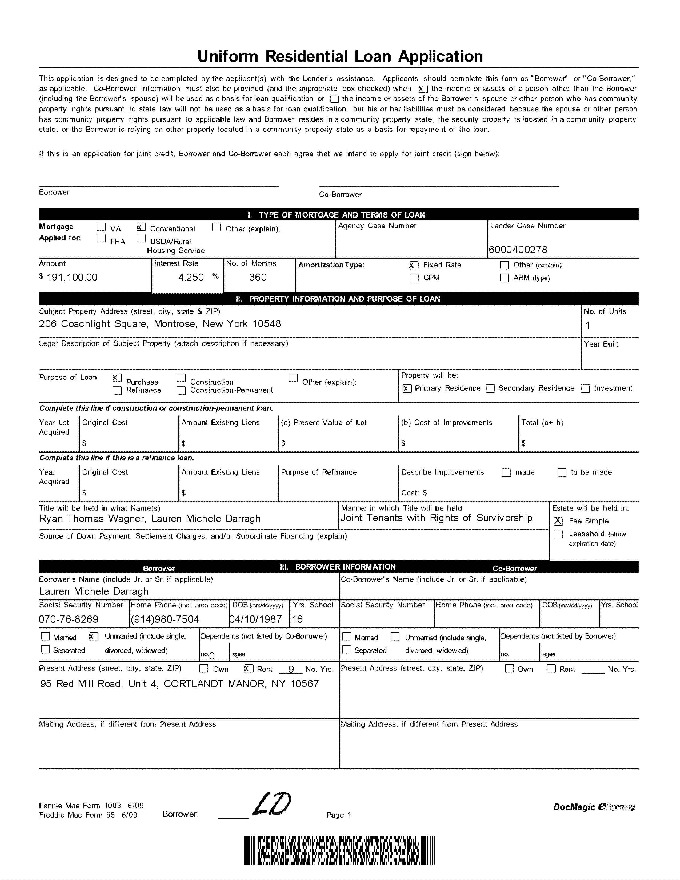 Uniform Residential Loan Application
This application is designed to be completed by the applicant(s) with the Lender's assistance. Applicants should complete this form as "Borrower" or "Co-Borrower,"
as applicable. Co-Borrower information must also be provided (and the appropriate box checked) when the income or assets of a person other than the Borrower
(including the Borrower's spouse) will be used as a basis for loan qualification or the income or assets of the Borrower's spouse or other person who has community
property rights pursuant to state law will not be used as a basis for loan qualification, but his or her liabilities must be considered because the spouse or other person
has community property rights pursuant to applicable law and Borrower resides in a community property state, the security property is located in a community property
state, or the Borrower is relying on other property located in a community property state as a basis for repayment of the loan.
If this is an application for joint credit, Borrower and Co-Borrower each agree that we intend to apply for joint credit (sign below):
Borrower Co-Borrower
I. TYPE OF MORTGAGE AND TERMS OF LOAN
Mortgage VA X Conventional Other (explain): Agency Case Number Lender Case Number
Applied for: FHA USDA/Rural
Housing Service 6000400278
Amount Interest Rate No. of Months Amortization Type: X Fixed Rate Other (explain):
$ 191,100.00 4.250 % 360 GPM ARM (type):
II. PROPERTY INFORMATION AND PURPOSE OF LOAN
Subject Property Address (street, city, state & ZIP) No. of Units
206 Coachlight Square, Montrose, New York 10548 1
Legal Description of Subject Property (attach description if necessary) Year Built
Purpose of Loan X Purchase Construction Other (explain): Property will be:
Refinance Construction-Permanent X Primary Residence Secondary Residence Investment
Complete this line if construction or construction-permanent loan.
Year Lot Original Cost Amount Existing Liens (a) Present Value of Lot (b) Cost of Improvements Total (a+b)
Acquired $ $ $ $ $
Complete this line if this is a refinance loan.
Year Original Cost Amount Existing Liens Purpose of Refinance Describe Improvements made to be made
Acquired $ $ Cost: $
Title will be held in what Name(s) Manner in which Title will be held Estate will be held in:
Ryan Thomas Wagner, Lauren Michele Darragh Joint Tenants with Rights of Survivorship X Fee Simple
Source of Down Payment, Settlement Charges, and/or Subordinate Financing (explain) Leasehold (show
expiration date)
Borrower III. BORROWER INFORMATION Co-Borrower
Borrower's Name (include Jr. or Sr. if applicable) Co-Borrower's Name (include Jr. or Sr. if applicable)
Lauren Michele Darragh
Social Security Number Home Phone (incl. area code) DOB (mm/dd/yyyy) Yrs. School Social Security Number Home Phone (incl. area code) DOB (mm/dd/yyyy) Yrs. School
070-76-8269 (914)980-7504 04/10/1987 16
Married X Unmarried (include single, Dependents (not listed by Co-Borrower) Married Unmarried (include single, Dependents (not listed by Borrower)
Separated divorced, widowed) no. 0 ages Separated divorced, widowed) no. ages
Present Address (street, city, state, ZIP) Own X Rent 9 No. Yrs. Present Address (street, city, state, ZIP) Own Rent No. Yrs.
95 Red Mill Road, Unit 4, CORTLANDT MANOR, NY 10567
Mailing Address, if different from Present Address Mailing Address, if different from Present Address
Fannie Mae Form 1003 6/09
Freddie Mac Form 65 6/09 Borrower LD Page 1 DocMagic